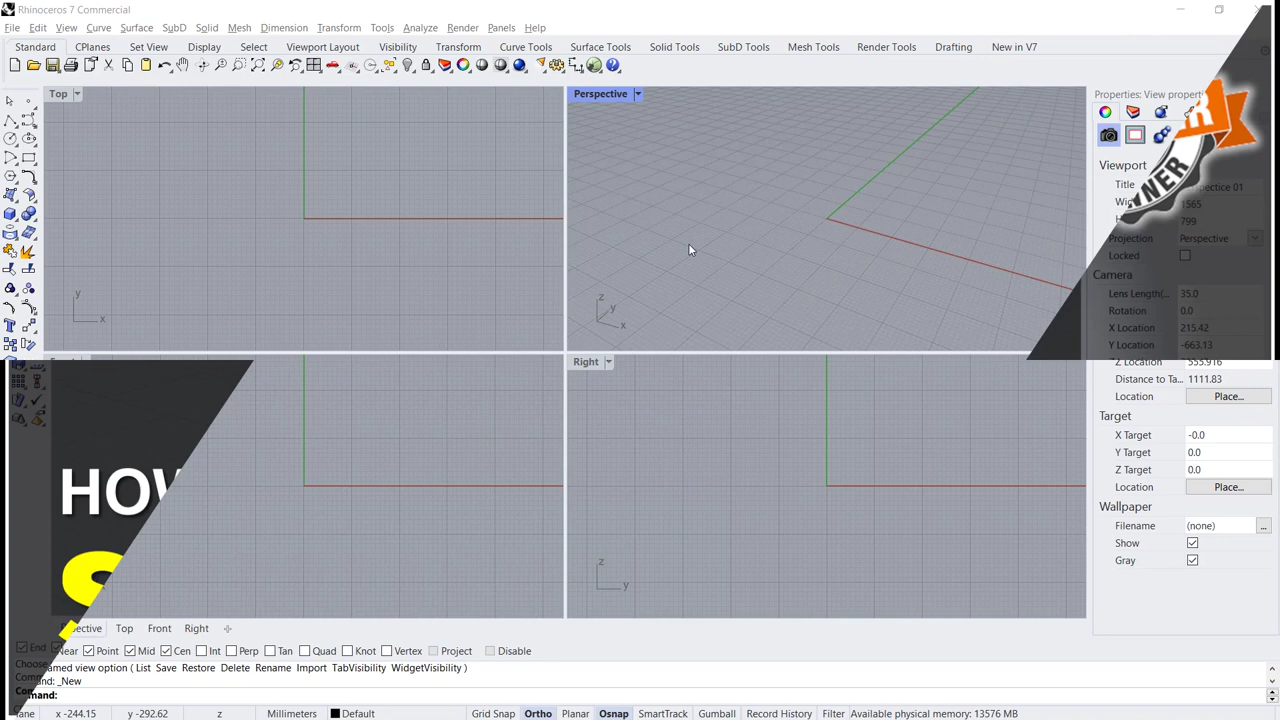 Rhinoceros 7 Commercial
File Edit View Curve Surface SubD Solid Mesh Dimension Transform Tools Analyze Render Panels Help
Standard CPlanes Set View Display Select Viewport Layout Visibility Transform Curve Tools Surface Tools Solid Tools SubD Tools Mesh Tools Render Tools Drafting New in V7
Top
Perspective
Properties: View
Viewport
Title
1565
799
Projection Perspective
Locked
Camera
Lens Length(... 35.0
Rotation 0.0
X Location 215.42
Y Location -663.13
Z Location 555.916
Distance to Ta... 1111.83
Location Place...
Target
X Target -0.0
Y Target 0.0
Z Target 0.0
Location Place...
Wallpaper
Filename (none) ...
Show
Gray
y
x
z
y
x
Right
z
y
HOW
S
Top Front Right
End Near Point Mid Cen Int Perp Tan Quad Knot Vertex Project Disable
named view option ( List Save Restore Delete Rename Import TabVisibility WidgetVisibility )
_New
Command:
x -244.15 y -292.62 z Millimeters Default Grid Snap Ortho Planar Osnap SmartTrack Gumball Record History Filter Available physical memory: 13576 MB